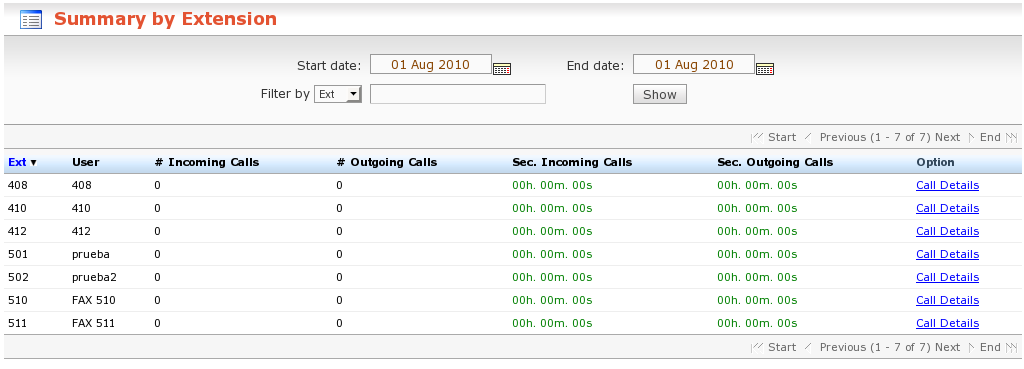 Summary by Extension
Start date: 01 Aug 2010 End date: 01 Aug 2010
Filter by Ext Show
Start Previous (1 - 7 of 7) Next End
Ext User # Incoming Calls # Outgoing Calls Sec. Incoming Calls Sec. Outgoing Calls Option
408 408 0 0 00h. 00m. 00s 00h. 00m. 00s Call Details
410 410 0 0 00h. 00m. 00s 00h. 00m. 00s Call Details
412 412 0 0 00h. 00m. 00s 00h. 00m. 00s Call Details
501 prueba 0 0 00h. 00m. 00s 00h. 00m. 00s Call Details
502 prueba2 0 0 00h. 00m. 00s 00h. 00m. 00s Call Details
510 FAX 510 0 0 00h. 00m. 00s 00h. 00m. 00s Call Details
511 FAX 511 0 0 00h. 00m. 00s 00h. 00m. 00s Call Details
Start Previous (1 - 7 of 7) Next End